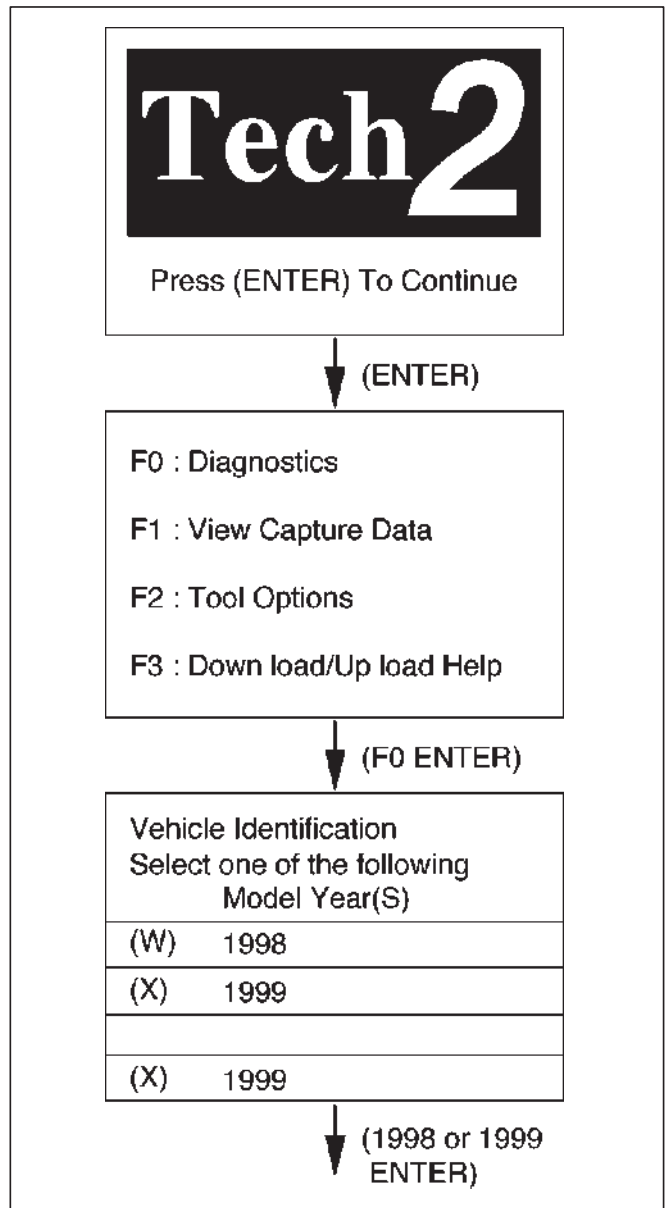 Tech 2
Press (ENTER) To Continue
(ENTER)
F0 : Diagnostics
F1 : View Capture Data
F2 : Tool Options
F3 : Down load/Up load Help
(F0 ENTER)
Vehicle Identification
Select one of the following
Model Year(S)
(W) 1998
(X) 1999
(X) 1999
(1998 or 1999
ENTER)